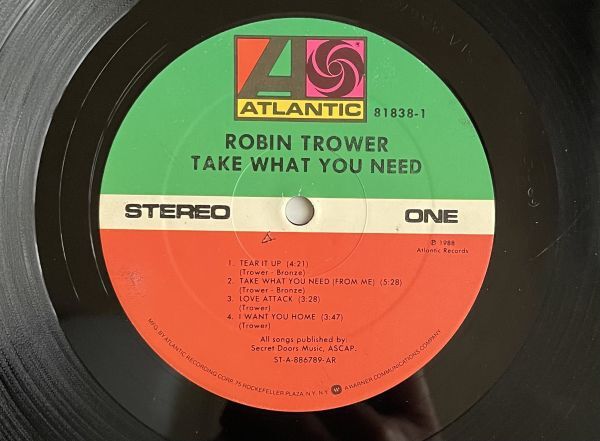 ATLANTIC
81838-1
ROBIN TROWER
TAKE WHAT YOU NEED
STEREO
ONE
℗ 1988
Atlantic Records
1. TEAR IT UP (4:21)
(Trower - Bronze)
2. TAKE WHAT YOU NEED (FROM ME) (5:28)
(Trower - Bronze)
3. LOVE ATTACK (3:28)
(Trower)
4. I WANT YOU HOME (3:47)
(Trower)
All songs published by:
Secret Doors Music, ASCAP.
ST-A-886789-AR
MFG. BY ATLANTIC RECORDING CORP. 75 ROCKEFELLER PLAZA, N.Y. N.Y. A WARNER COMMUNICATIONS COMPANY